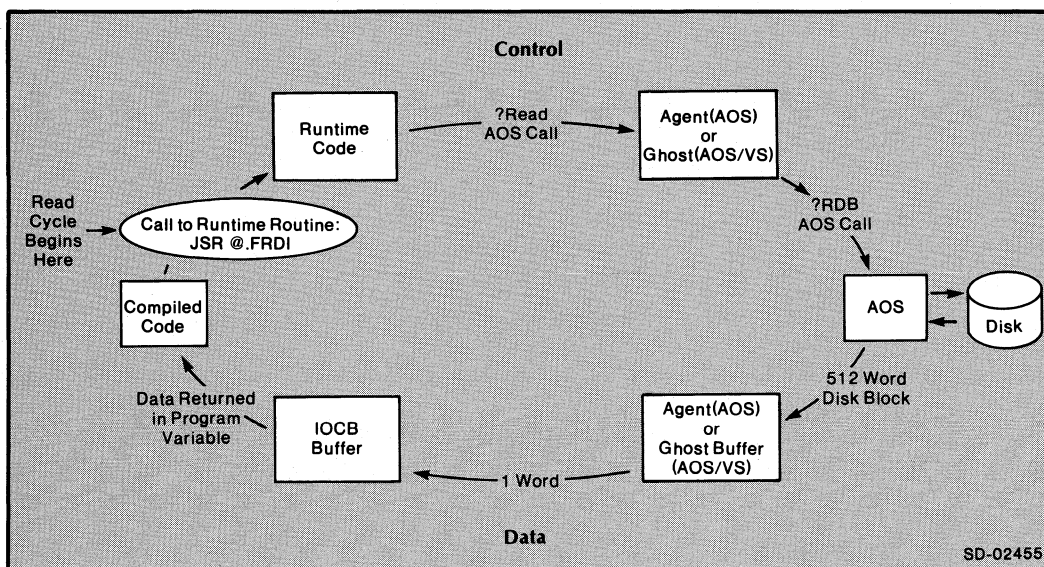 Control
Runtime
Code
?Read
AOS Call
Agent(AOS)
or
Ghost(AOS/VS)
?RDB
AOS Call
Read
Cycle
Begins
Here
Call to Runtime Routine:
JSR @.FRDI
Compiled
Code
AOS
Disk
512 Word
Disk Block
Data Returned
in Program
Variable
IOCB
Buffer
Agent(AOS)
or
Ghost Buffer
(AOS/VS)
1 Word
Data
SD-02455